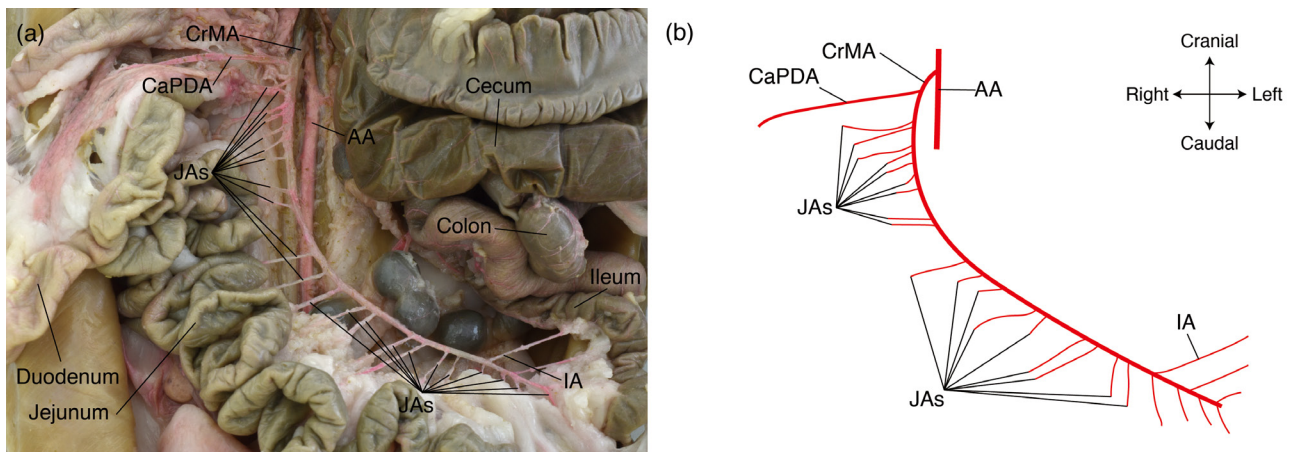 (a)
CrMA
CaPDA
Cecum
AA
JAs
Colon
Ileum
Duodenum
Jejunum
IA
JAs
(b)
CrMA
CaPDA
AA
Cranial
Right
Left
Caudal
JAs
IA
JAs